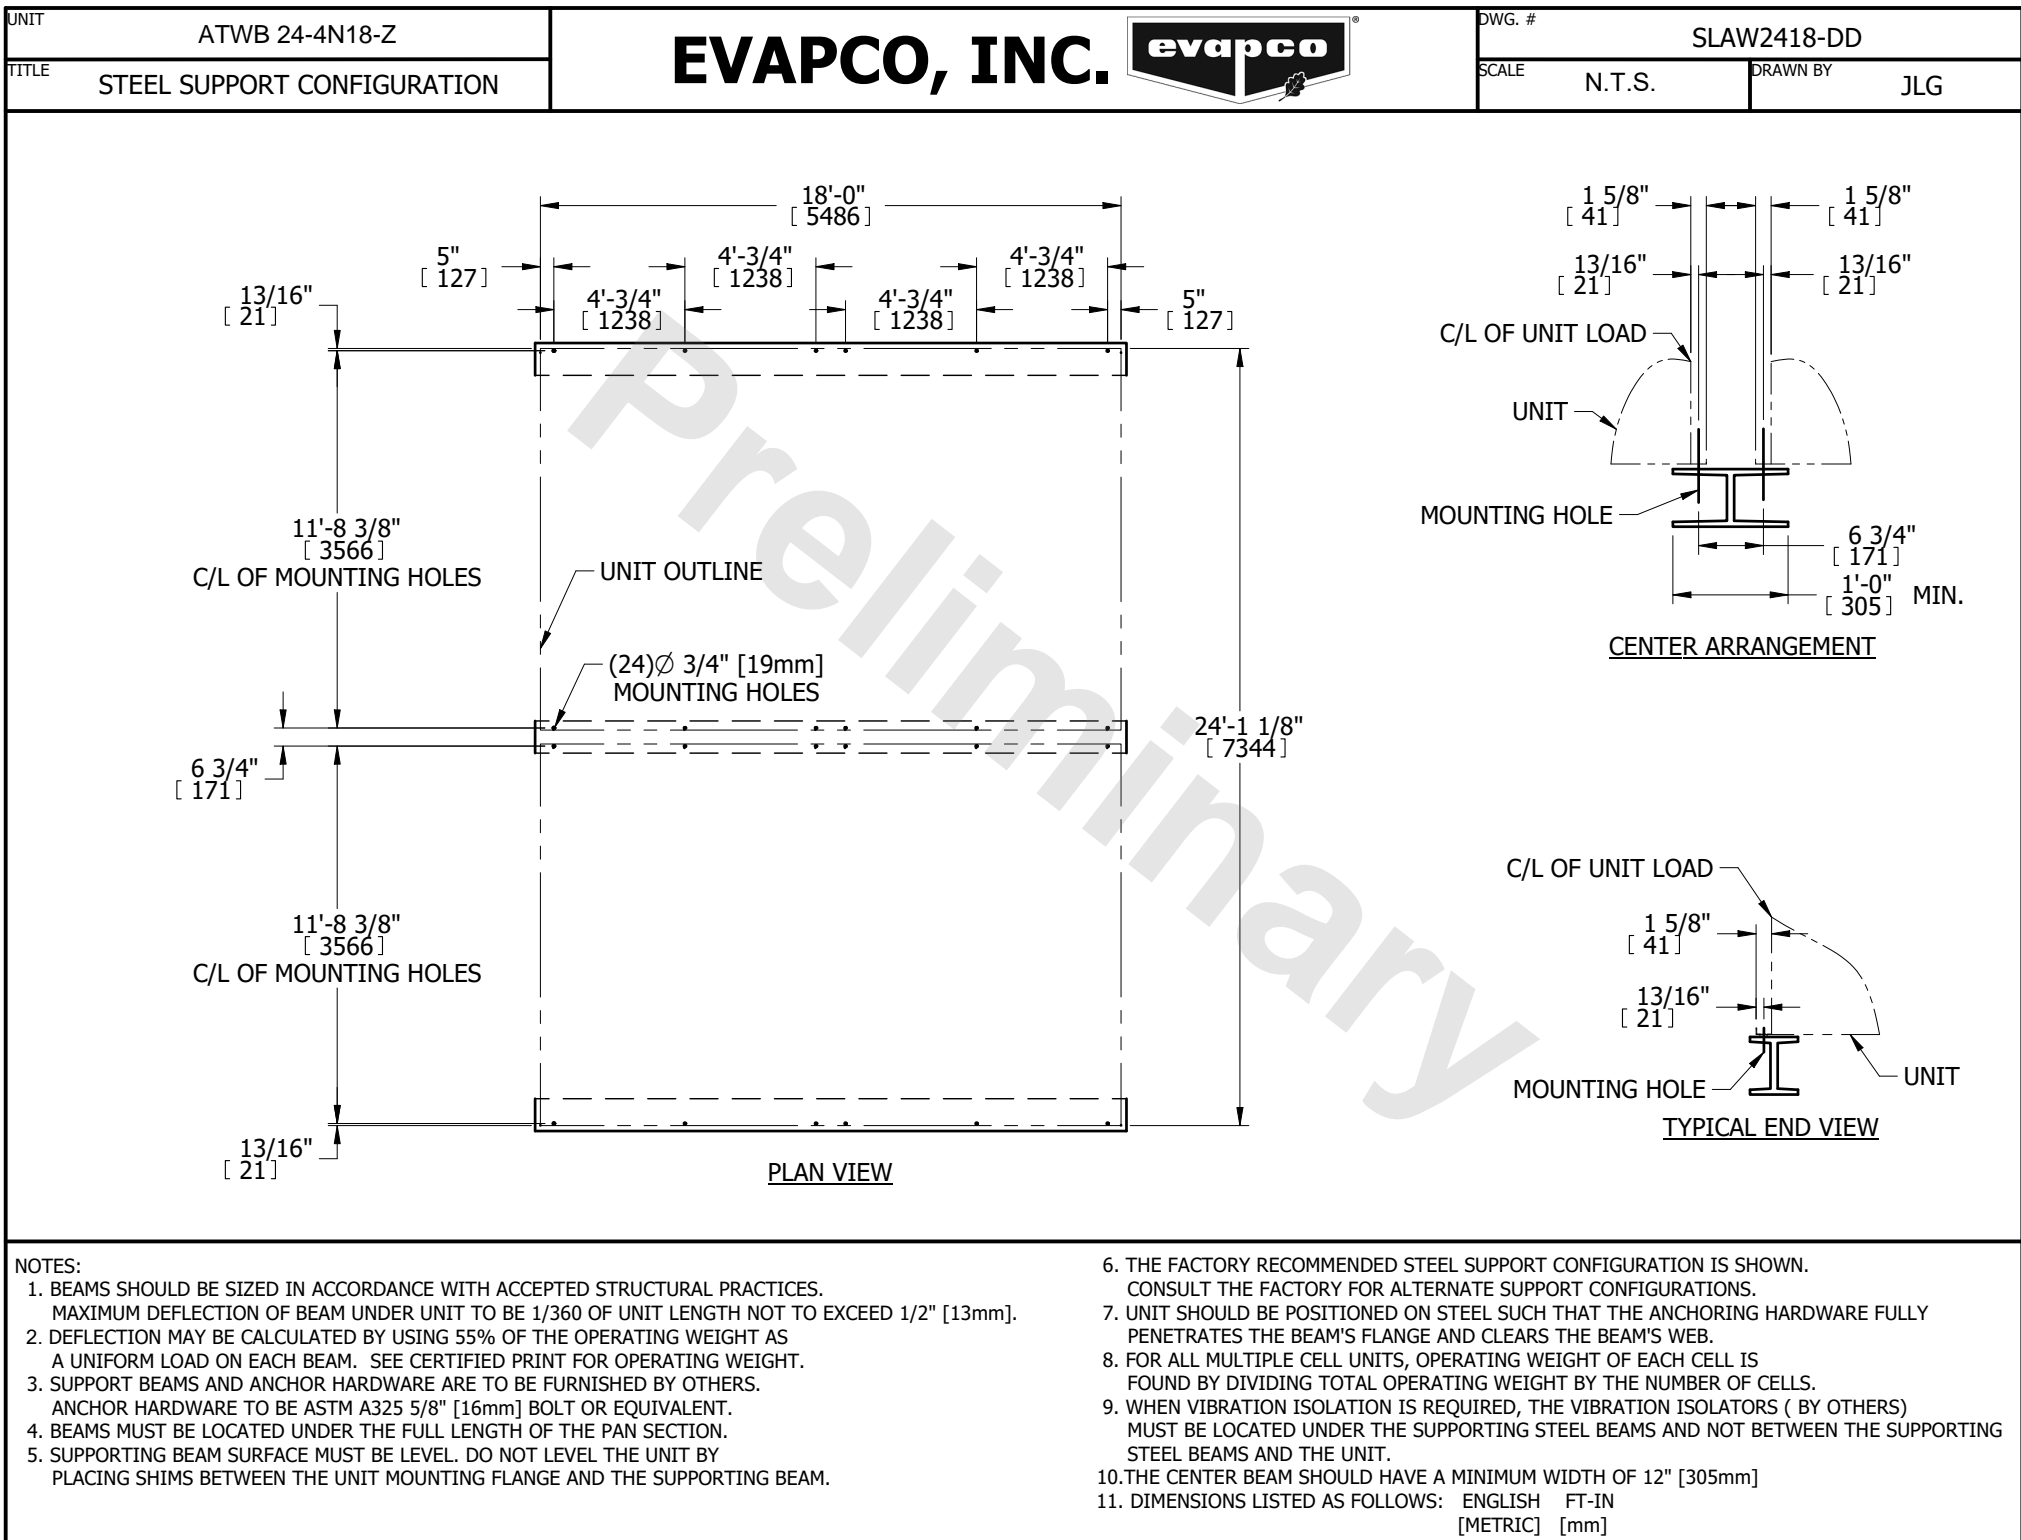 UNIT
ATWB 24-4N18-Z
TITLE
STEEL SUPPORT CONFIGURATION
EVAPCO, INC.
evapco
®
DWG. #
SLAW2418-DD
SCALE
N.T.S.
DRAWN BY
JLG
18'-0"
[ 5486 ]
5"
[ 127 ]
4'-3/4"
[ 1238 ]
4'-3/4"
[ 1238 ]
13/16"
[ 21 ]
4'-3/4"
[ 1238 ]
4'-3/4"
[ 1238 ]
5"
[ 127 ]
11'-8 3/8"
[ 3566 ]
C/L OF MOUNTING HOLES
UNIT OUTLINE
(24)∅ 3/4" [19mm]
MOUNTING HOLES
6 3/4"
[ 171 ]
24'-1 1/8"
[ 7344 ]
11'-8 3/8"
[ 3566 ]
C/L OF MOUNTING HOLES
13/16"
[ 21 ]
PLAN VIEW
Preliminary
1 5/8"
[ 41 ]
1 5/8"
[ 41 ]
13/16"
[ 21 ]
13/16"
[ 21 ]
C/L OF UNIT LOAD
UNIT
MOUNTING HOLE
6 3/4"
[ 171 ]
1'-0"
[ 305 ]
MIN.
CENTER ARRANGEMENT
C/L OF UNIT LOAD
1 5/8"
[ 41 ]
13/16"
[ 21 ]
MOUNTING HOLE
UNIT
TYPICAL END VIEW
NOTES:
1. BEAMS SHOULD BE SIZED IN ACCORDANCE WITH ACCEPTED STRUCTURAL PRACTICES.
MAXIMUM DEFLECTION OF BEAM UNDER UNIT TO BE 1/360 OF UNIT LENGTH NOT TO EXCEED 1/2" [13mm].
2. DEFLECTION MAY BE CALCULATED BY USING 55% OF THE OPERATING WEIGHT AS
A UNIFORM LOAD ON EACH BEAM. SEE CERTIFIED PRINT FOR OPERATING WEIGHT.
3. SUPPORT BEAMS AND ANCHOR HARDWARE ARE TO BE FURNISHED BY OTHERS.
ANCHOR HARDWARE TO BE ASTM A325 5/8" [16mm] BOLT OR EQUIVALENT.
4. BEAMS MUST BE LOCATED UNDER THE FULL LENGTH OF THE PAN SECTION.
5. SUPPORTING BEAM SURFACE MUST BE LEVEL. DO NOT LEVEL THE UNIT BY
PLACING SHIMS BETWEEN THE UNIT MOUNTING FLANGE AND THE SUPPORTING BEAM.
6. THE FACTORY RECOMMENDED STEEL SUPPORT CONFIGURATION IS SHOWN.
CONSULT THE FACTORY FOR ALTERNATE SUPPORT CONFIGURATIONS.
7. UNIT SHOULD BE POSITIONED ON STEEL SUCH THAT THE ANCHORING HARDWARE FULLY
PENETRATES THE BEAM'S FLANGE AND CLEARS THE BEAM'S WEB.
8. FOR ALL MULTIPLE CELL UNITS, OPERATING WEIGHT OF EACH CELL IS
FOUND BY DIVIDING TOTAL OPERATING WEIGHT BY THE NUMBER OF CELLS.
9. WHEN VIBRATION ISOLATION IS REQUIRED, THE VIBRATION ISOLATORS ( BY OTHERS)
MUST BE LOCATED UNDER THE SUPPORTING STEEL BEAMS AND NOT BETWEEN THE SUPPORTING
STEEL BEAMS AND THE UNIT.
10.THE CENTER BEAM SHOULD HAVE A MINIMUM WIDTH OF 12" [305mm]
11. DIMENSIONS LISTED AS FOLLOWS: ENGLISH FT-IN
[METRIC] [mm]